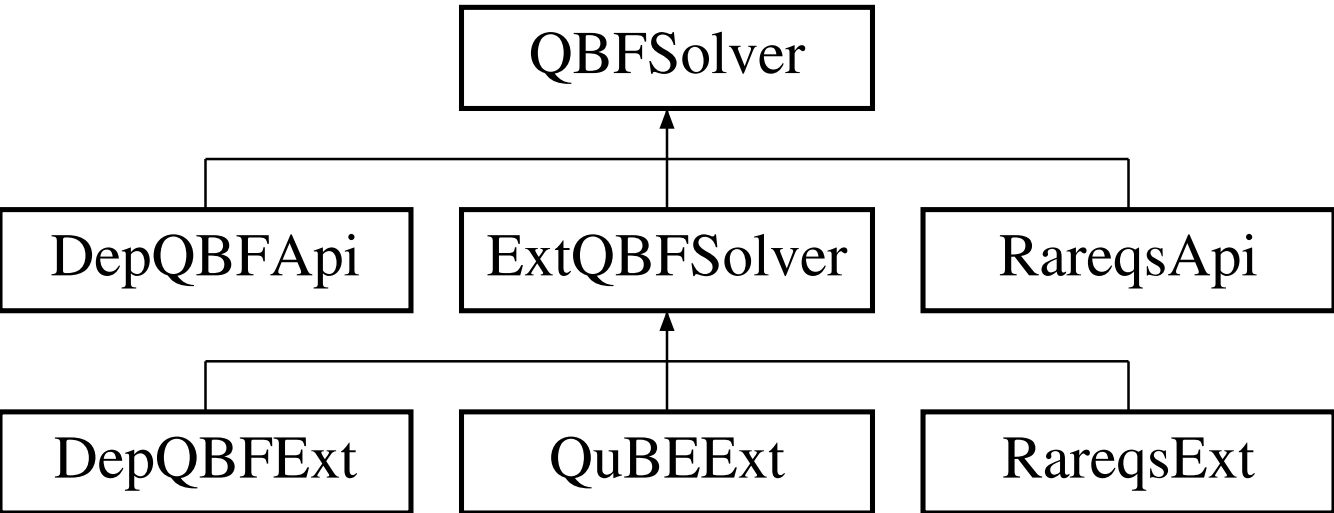 QBFSolver
DepQBFApi
ExtQBFSolver
RareqsApi
DepQBFExt
QuBEExt
RareqsExt